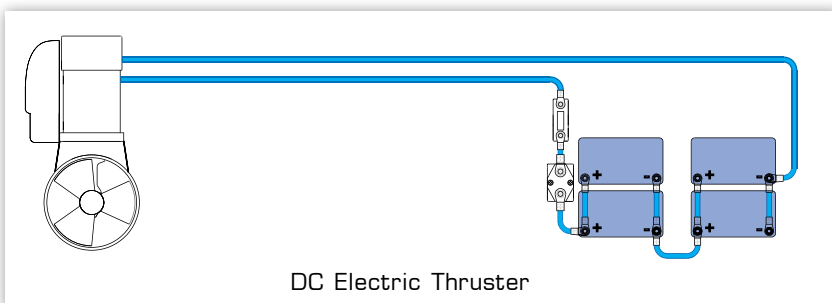 + -
+ -
+ -
+ -
DC Electric Thruster